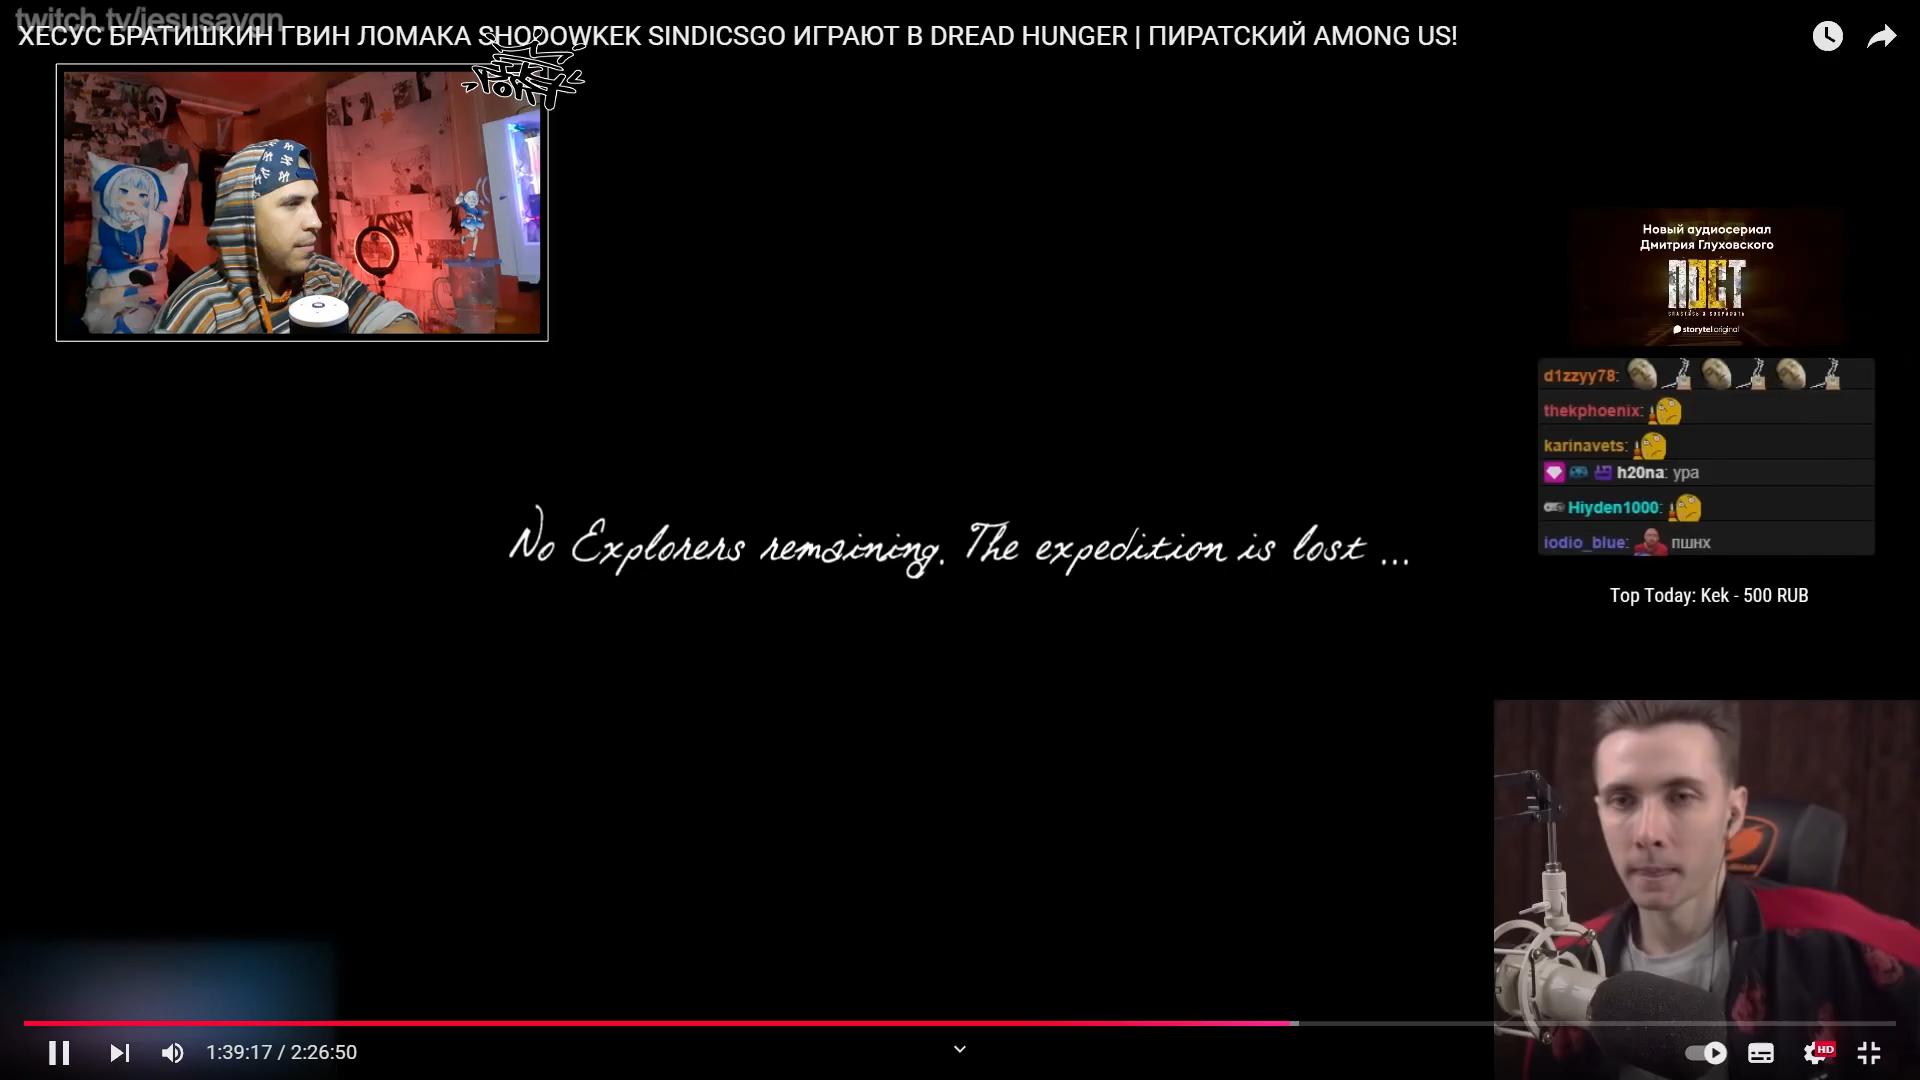 twitch.tv/jesusavgn
ХЕСУС БРАТИШКИН ГВИН ЛОМАКА SHODOWKEK SINDICSGO ИГРАЮТ В DREAD HUNGER | ПИРАТСКИЙ AMONG US!
Новый аудиосериал
Дмитрия Глуховского
ПОСТ
СПАСТИСЬ И СОХРАНИТЬ
storytel original
d1zzyy78:
thekphoenix:
karinavets:
h20na: ура
Hiyden1000:
iodio_blue: пшнх
No Explorers remaining. The expedition is lost ...
Top Today: Kek - 500 RUB
1:39:17 / 2:26:50
HD